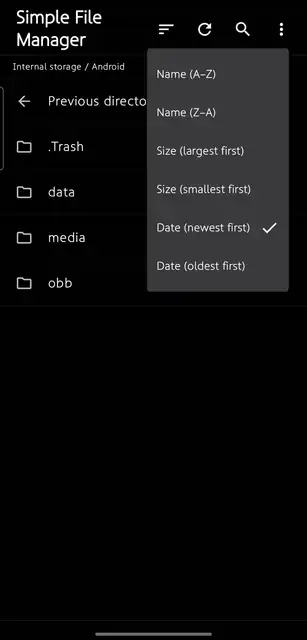 Simple File
Manager
Internal storage / Android
Previous directo
.Trash
data
media
obb
Name (A–Z)
Name (Z–A)
Size (largest first)
Size (smallest first)
Date (newest first)
Date (oldest first)